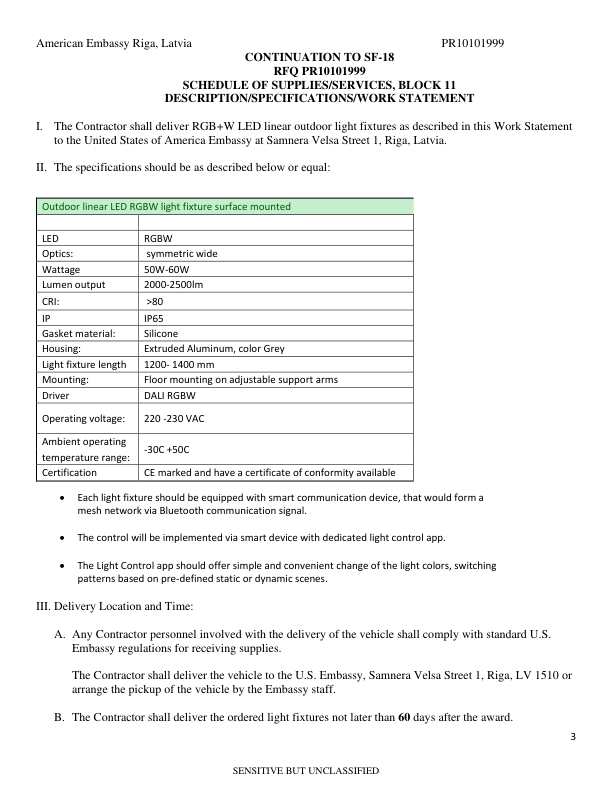 American Embassy Riga, Latvia PR10101999
CONTINUATION TO SF-18
RFQ PR10101999
SCHEDULE OF SUPPLIES/SERVICES, BLOCK 11
DESCRIPTION/SPECIFICATIONS/WORK STATEMENT
I. The Contractor shall deliver RGB+W LED linear outdoor light fixtures as described in this Work Statement
to the United States of America Embassy at Samnera Velsa Street 1, Riga, Latvia.
II. The specifications should be as described below or equal:
Outdoor linear LED RGBW light fixture surface mounted
LED RGBW
Optics: symmetric wide
Wattage 50W-60W
Lumen output 2000-2500lm
CRI: >80
IP IP65
Gasket material: Silicone
Housing: Extruded Aluminum, color Grey
Light fixture length 1200- 1400 mm
Mounting: Floor mounting on adjustable support arms
Driver DALI RGBW
Operating voltage: 220 -230 VAC
Ambient operating
temperature range: -30C +50C
Certification CE marked and have a certificate of conformity available
• Each light fixture should be equipped with smart communication device, that would form a
mesh network via Bluetooth communication signal.
• The control will be implemented via smart device with dedicated light control app.
• The Light Control app should offer simple and convenient change of the light colors, switching
patterns based on pre-defined static or dynamic scenes.
III. Delivery Location and Time:
A. Any Contractor personnel involved with the delivery of the vehicle shall comply with standard U.S.
Embassy regulations for receiving supplies.
The Contractor shall deliver the vehicle to the U.S. Embassy, Samnera Velsa Street 1, Riga, LV 1510 or
arrange the pickup of the vehicle by the Embassy staff.
B. The Contractor shall deliver the ordered light fixtures not later than 60 days after the award.
3
SENSITIVE BUT UNCLASSIFIED